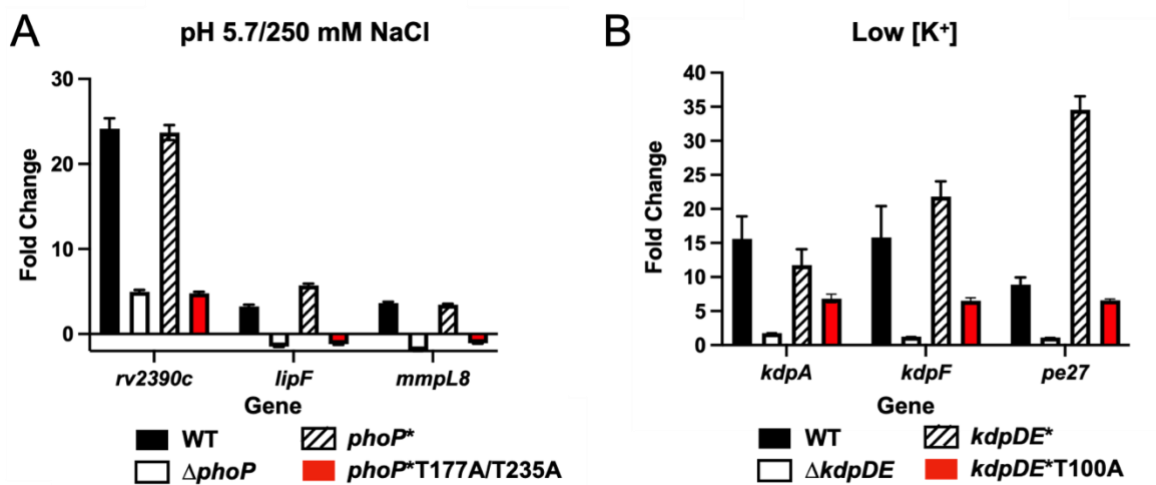 A
pH 5.7/250 mM NaCl
Fold Change
30
20
10
0
rv2390c lipF mmpL8
Gene
WT phoP*
ΔphoP phoP*T177A/T235A
B
Low [K⁺]
Fold Change
40
35
30
25
20
15
10
5
0
kdpA kdpF pe27
Gene
WT kdpDE*
ΔkdpDE kdpDE*T100A